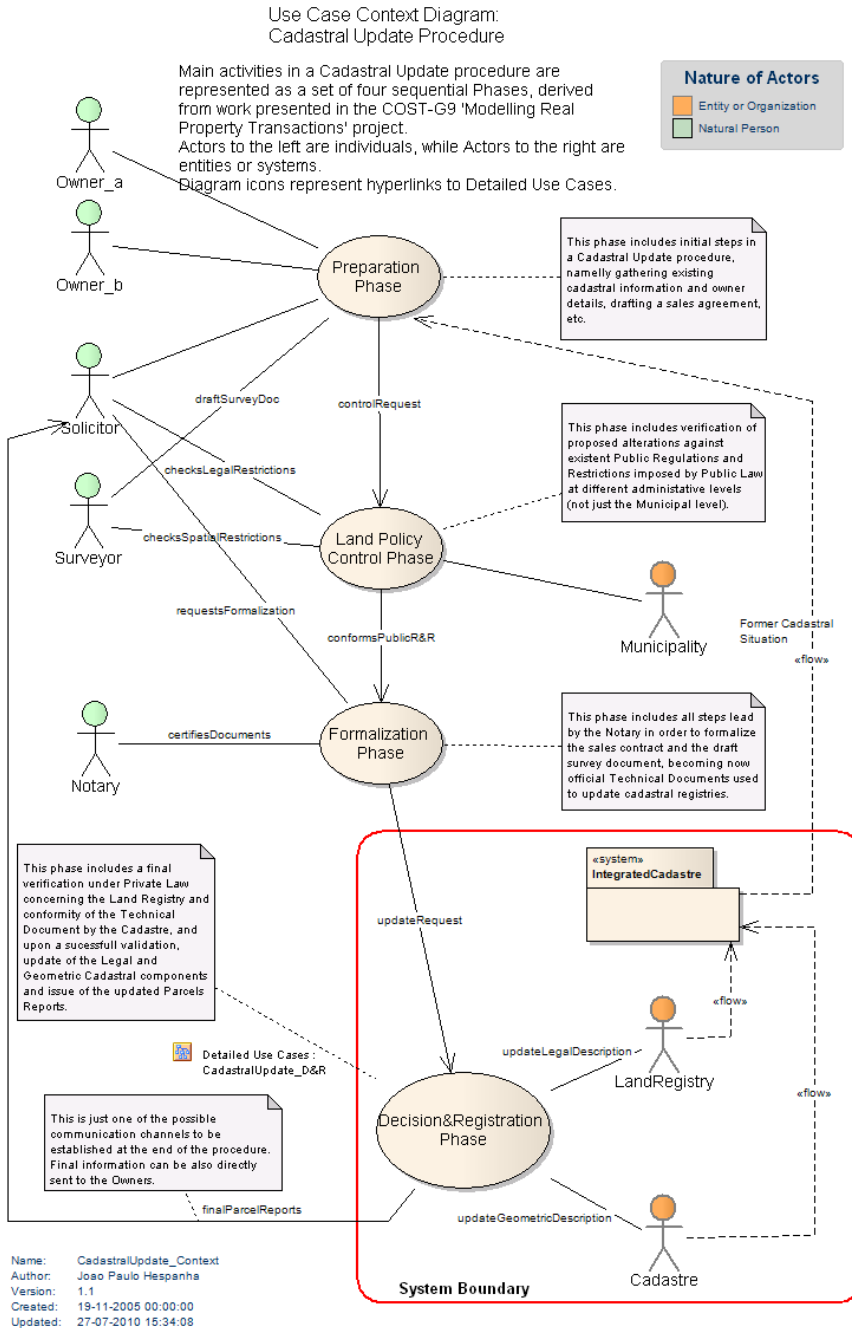 Use Case Context Diagram:
Cadastral Update Procedure
Main activities in a Cadastral Update procedure are
represented as a set of four sequential Phases, derived
from work presented in the COST-G9 'Modelling Real
Property Transactions' project.
Actors to the left are individuals, while Actors to the right are
entities or systems.
Diagram icons represent hyperlinks to Detailed Use Cases.
Nature of Actors
Entity or Organization
Natural Person
Owner_a
Owner_b
Preparation
Phase
This phase includes initial steps in
a Cadastral Update procedure,
namelly gathering existing
cadastral information and owner
details, drafting a sales agreement,
etc.
Solicitor
draftSurveyDoc
controlRequest
checksLegalRestrictions
This phase includes verification of
proposed alterations against
existent Public Regulations and
Restrictions imposed by Public Law
at different administative levels
(not just the Municipal level).
Surveyor
checksSpatialRestrictions
Land Policy
Control Phase
requestsFormalization
conformsPublicR&R
Municipality
Former Cadastral
Situation
«flow»
Notary
certifiesDocuments
Formalization
Phase
This phase includes all steps lead
by the Notary in order to formalize
the sales contract and the draft
survey document, becoming now
official Technical Documents used
to update cadastral registries.
This phase includes a final
verification under Private Law
concerning the Land Registry and
conformity of the Technical
Document by the Cadastre, and
upon a sucessfull validation,
update of the Legal and
Geometric Cadastral components
and issue of the updated Parcels
Reports.
updateRequest
«system»
IntegratedCadastre
«flow»
Detailed Use Cases :
CadastralUpdate_D&R
updateLegalDescription
LandRegistry
«flow»
This is just one of the possible
communication channels to be
established at the end of the procedure.
Final information can be also directly
sent to the Owners.
Decision&Registration
Phase
finalParcelReports
updateGeometricDescription
Cadastre
System Boundary
Name: CadastralUpdate_Context
Author: Joao Paulo Hespanha
Version: 1.1
Created: 19-11-2005 00:00:00
Updated: 27-07-2010 15:34:08